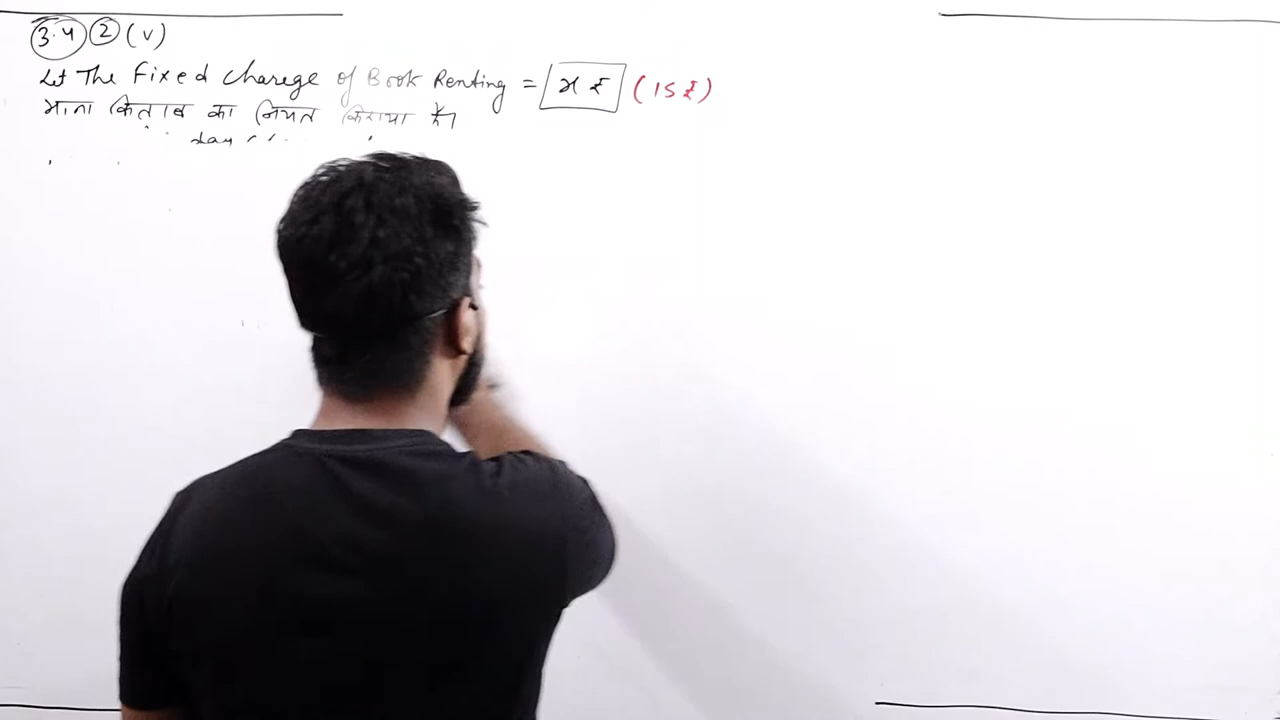 3.4 2 (v)
Let The Fixed Charege of Book Renting = x ₹ (15 ₹)
माना किताब का नियत किराया है।